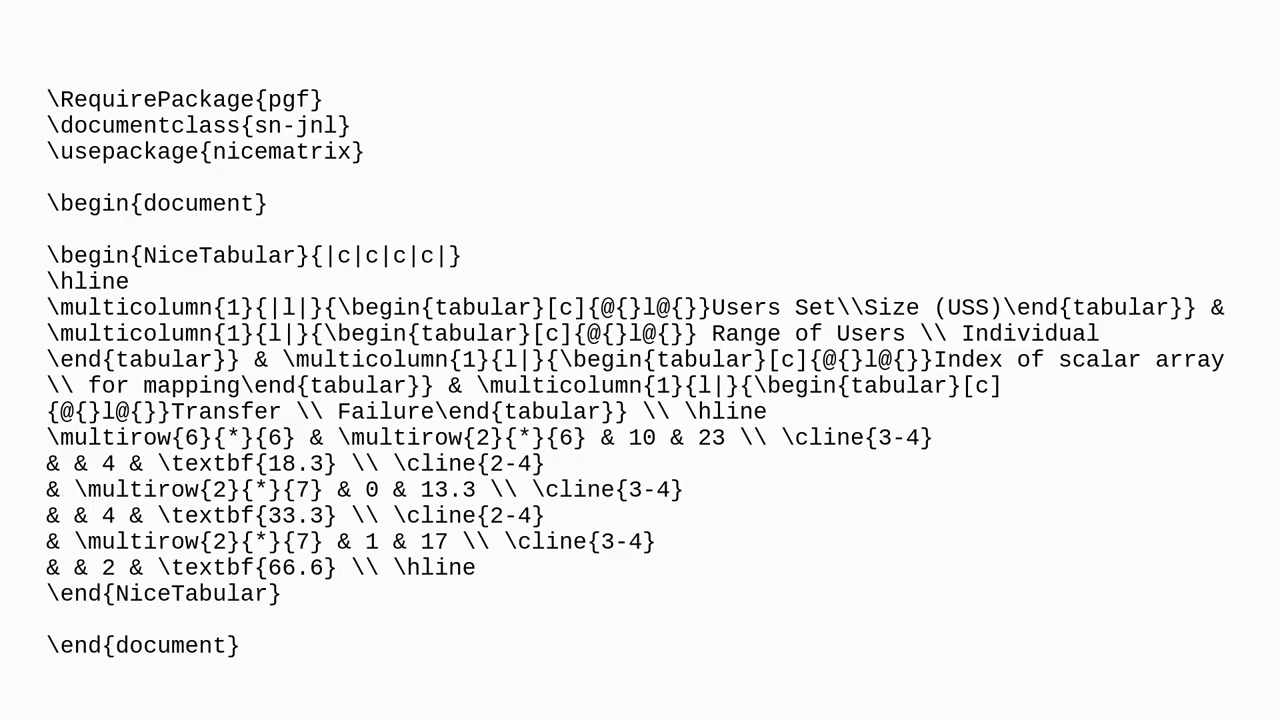 \RequirePackage{pgf}
\documentclass{sn-jnl}
\usepackage{nicematrix}

\begin{document}

\begin{NiceTabular}{|c|c|c|c|}
\hline
\multicolumn{1}{|l|}{\begin{tabular}[c]{@{}l@{}}Users Set\\Size (USS)\end{tabular}} &
\multicolumn{1}{l|}{\begin{tabular}[c]{@{}l@{}} Range of Users \\ Individual
\end{tabular}} & \multicolumn{1}{l|}{\begin{tabular}[c]{@{}l@{}}Index of scalar array
\\ for mapping\end{tabular}} & \multicolumn{1}{l|}{\begin{tabular}[c]
{@{}l@{}}Transfer \\ Failure\end{tabular}} \\ \hline
\multirow{6}{*}{6} & \multirow{2}{*}{6} & 10 & 23 \\ \cline{3-4}
& & 4 & \textbf{18.3} \\ \cline{2-4}
& \multirow{2}{*}{7} & 0 & 13.3 \\ \cline{3-4}
& & 4 & \textbf{33.3} \\ \cline{2-4}
& \multirow{2}{*}{7} & 1 & 17 \\ \cline{3-4}
& & 2 & \textbf{66.6} \\ \hline
\end{NiceTabular}

\end{document}